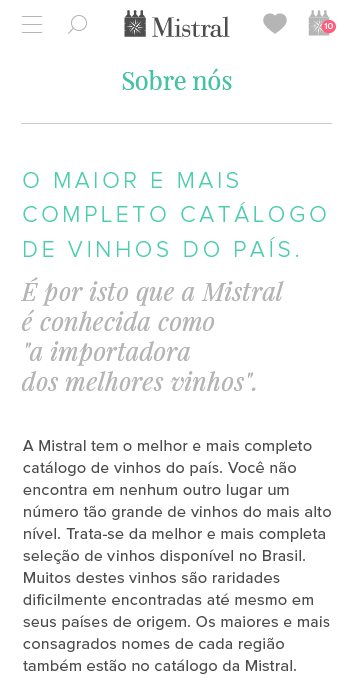 Mistral
10
Sobre nós
O MAIOR E MAIS
COMPLETO CATÁLOGO
DE VINHOS DO PAÍS.
É por isto que a Mistral
é conhecida como
"a importadora
dos melhores vinhos".
A Mistral tem o melhor e mais completo
catálogo de vinhos do país. Você não
encontra em nenhum outro lugar um
número tão grande de vinhos do mais alto
nível. Trata-se da melhor e mais completa
seleção de vinhos disponível no Brasil.
Muitos destes vinhos são raridades
dificilmente encontradas até mesmo em
seus países de origem. Os maiores e mais
consagrados nomes de cada região
também estão no catálogo da Mistral.